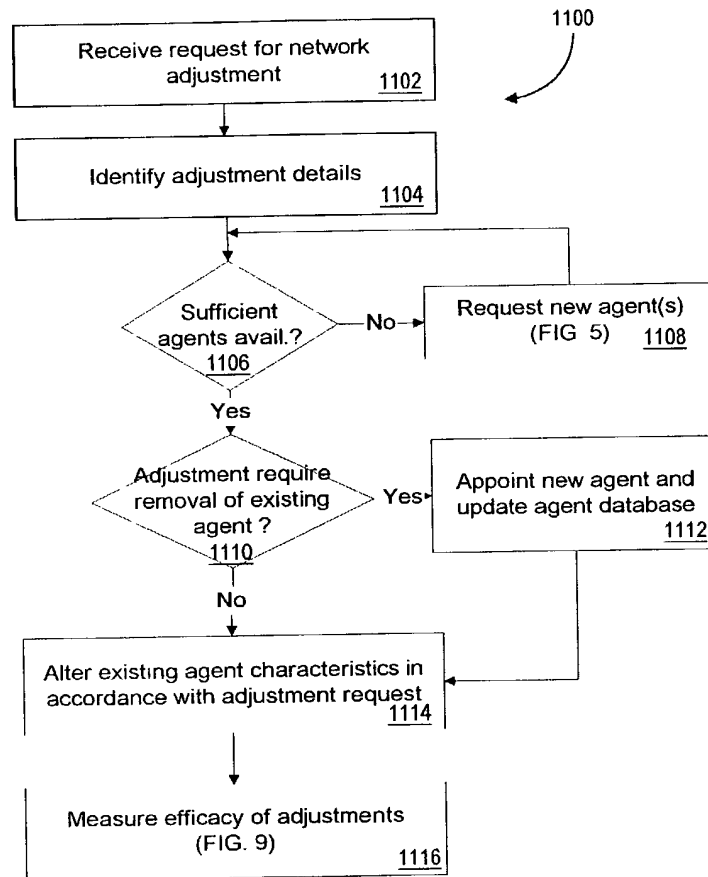 1100
Receive request for network
adjustment
1102
Identify adjustment details
1104
Sufficient
agents avail.?
1106
No
Request new agent(s)
(FIG 5)
1108
Yes
Adjustment require
removal of existing
agent ?
1110
Yes
Appoint new agent and
update agent database
1112
No
Alter existing agent characteristics in
accordance with adjustment request
1114
Measure efficacy of adjustments
(FIG. 9)
1116